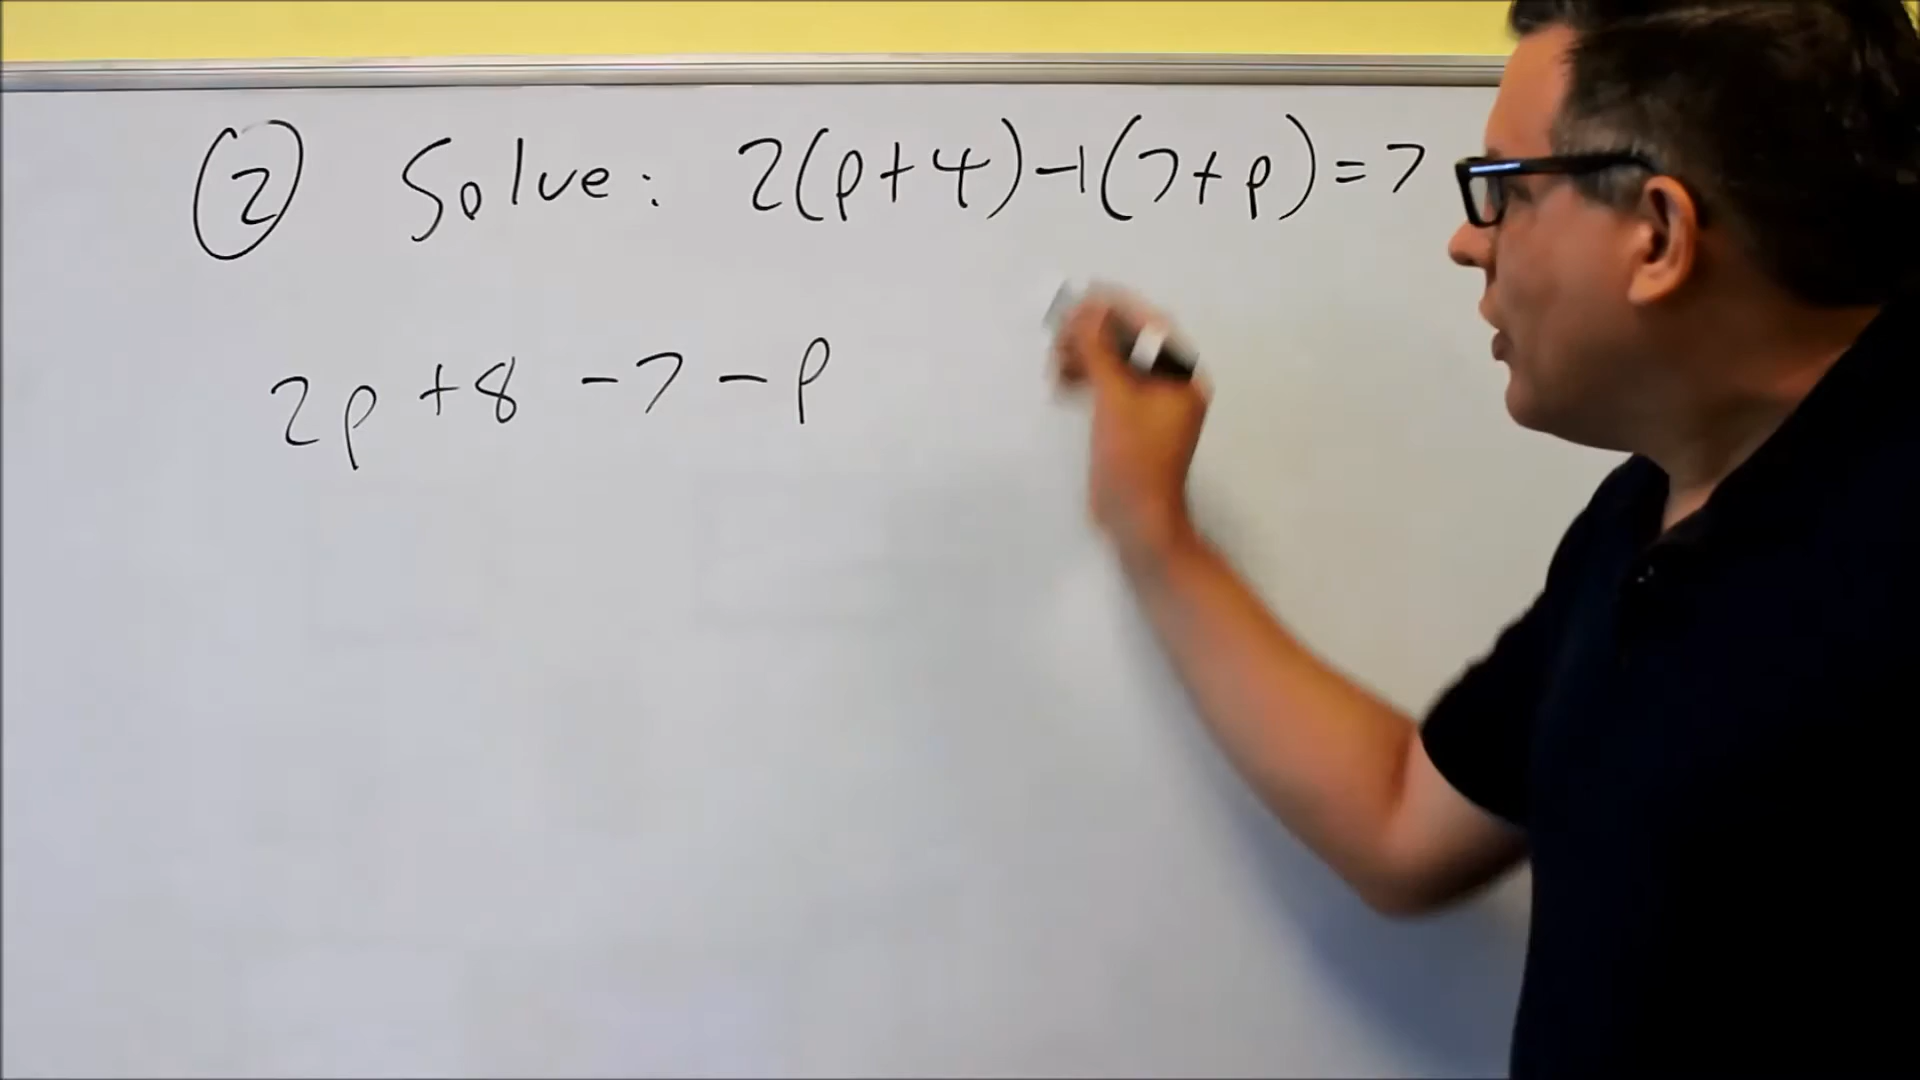 ② Solve: 2(p+4)-1(7+p)=7
2p +8 -7 - p